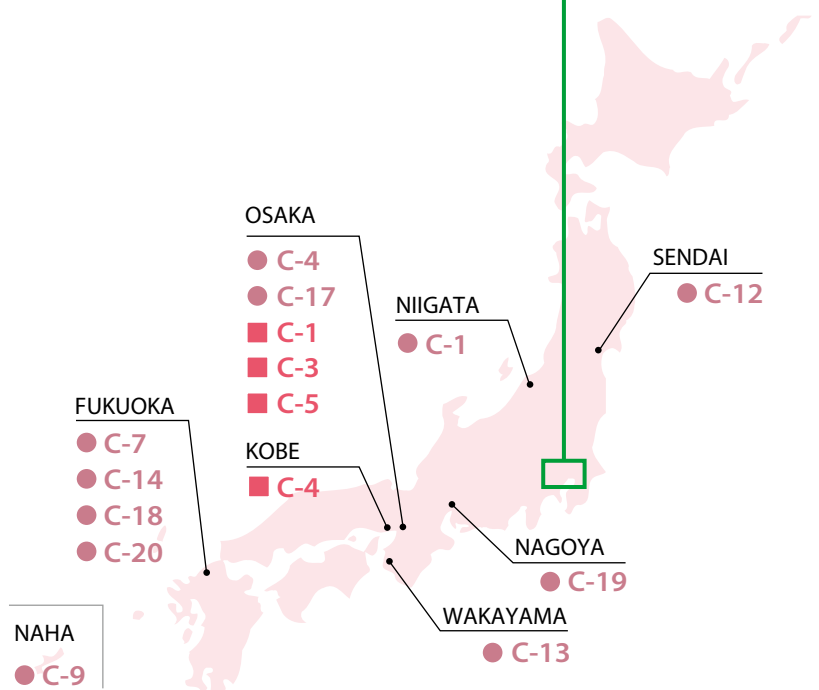 OSAKA
C-4
C-17
C-1
C-3
C-5
SENDAI
C-12
NIIGATA
C-1
FUKUOKA
C-7
C-14
C-18
C-20
KOBE
C-4
NAGOYA
C-19
WAKAYAMA
C-13
NAHA
C-9